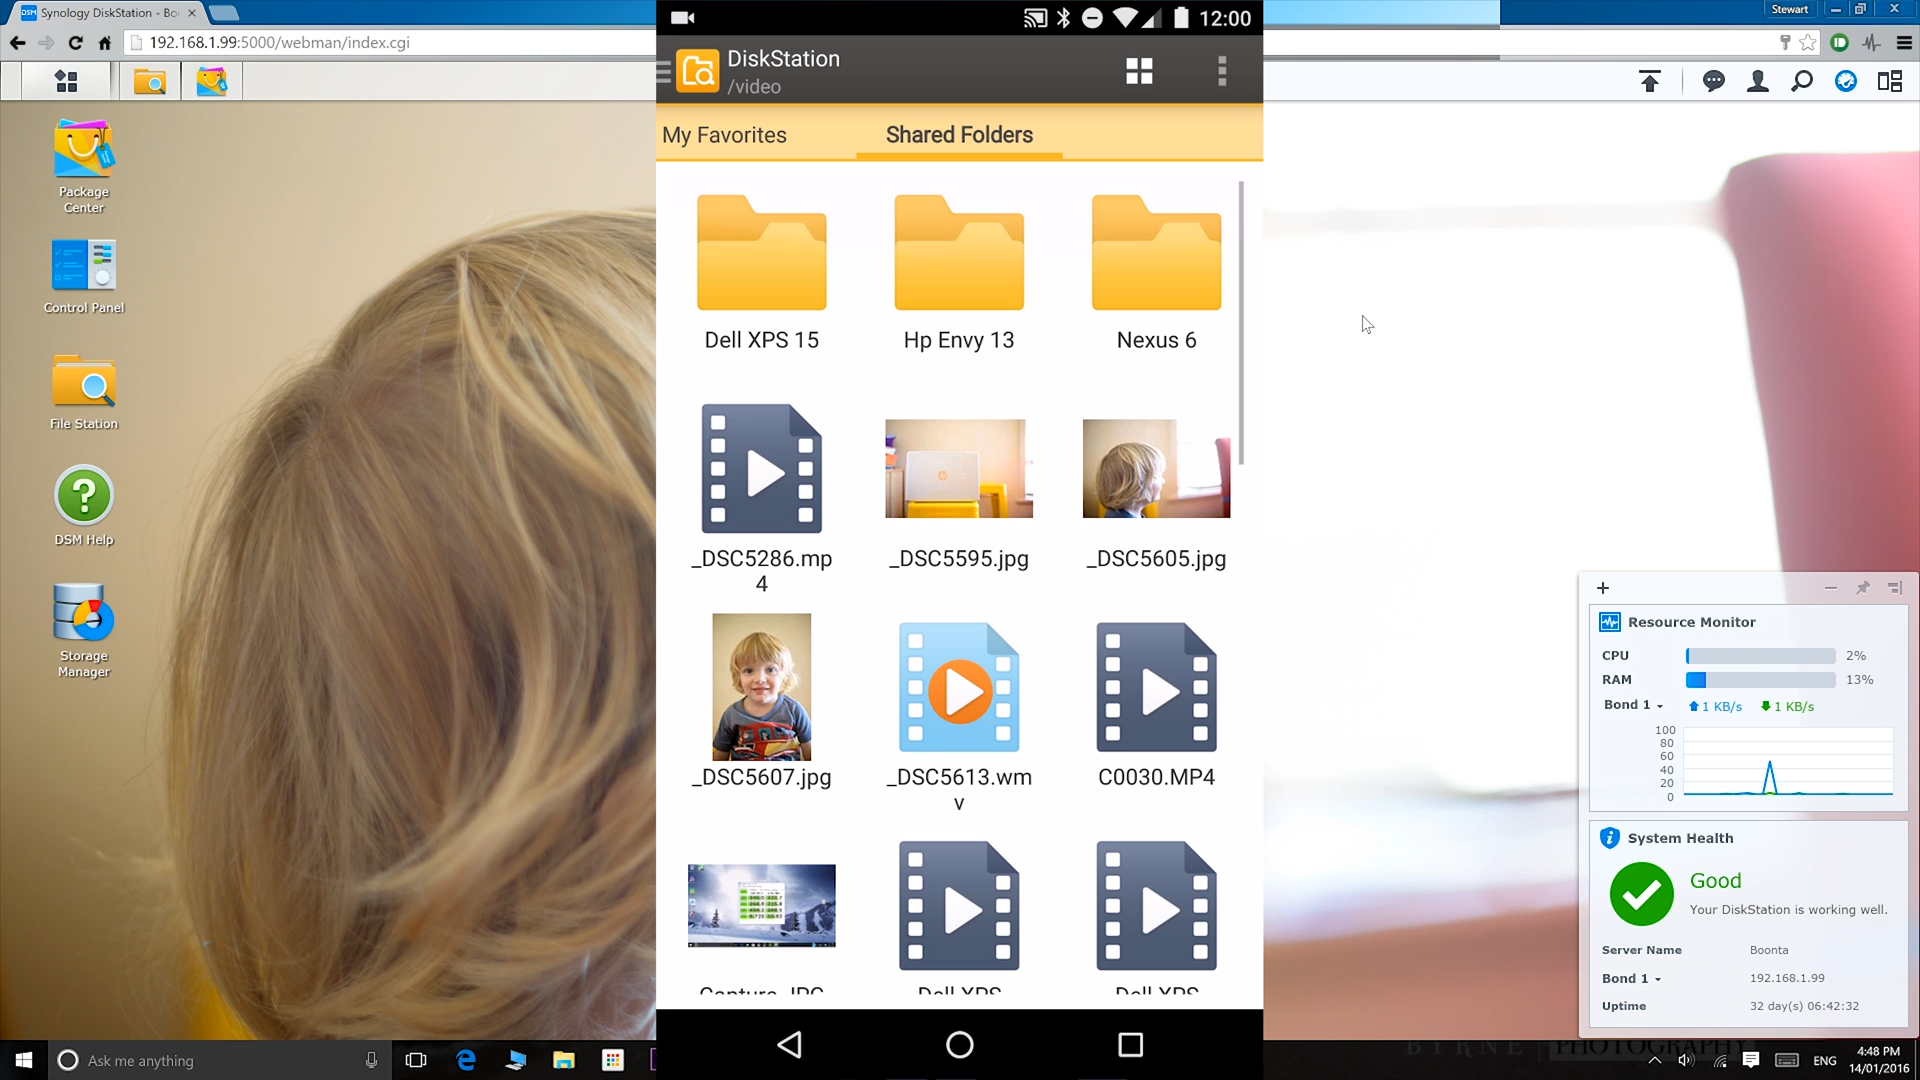 DSM Synology DiskStation - Boo
Stewart
192.168.1.99:5000/webman/index.cgi
12:00
DiskStation
/video
My Favorites
Shared Folders
Package
Center
Control Panel
File Station
DSM Help
Storage
Manager
Dell XPS 15
Hp Envy 13
Nexus 6
_DSC5286.mp
4
_DSC5595.jpg
_DSC5605.jpg
_DSC5607.jpg
_DSC5613.wm
v
C0030.MP4
Capture.JPG
Dell XPS
Dell XPS
Resource Monitor
CPU 2%
RAM 13%
Bond 1 1 KB/s 1 KB/s
100
80
60
40
20
0
System Health
Good
Your DiskStation is working well.
Server Name Boonta
Bond 1 192.168.1.99
Uptime 32 day(s) 06:42:32
BYRNE PHOTOGRAPHY
Ask me anything
ENG
4:48 PM
14/01/2016